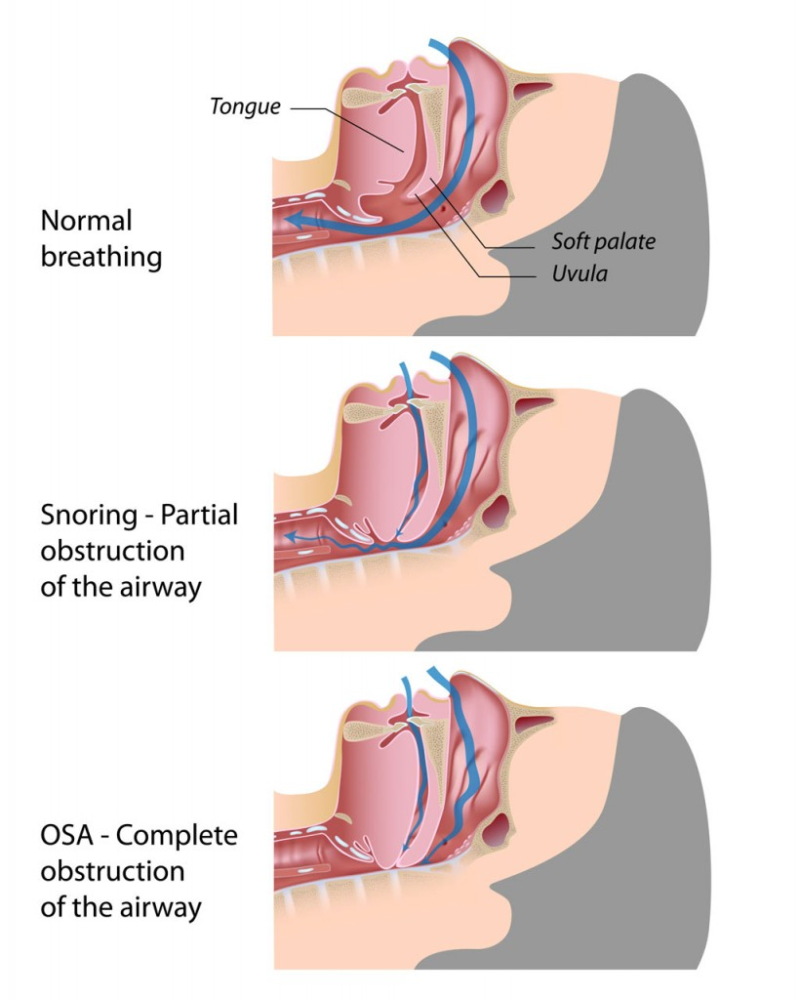 Tongue
Normal
breathing
Soft palate
Uvula
Snoring - Partial
obstruction
of the airway
OSA - Complete
obstruction
of the airway